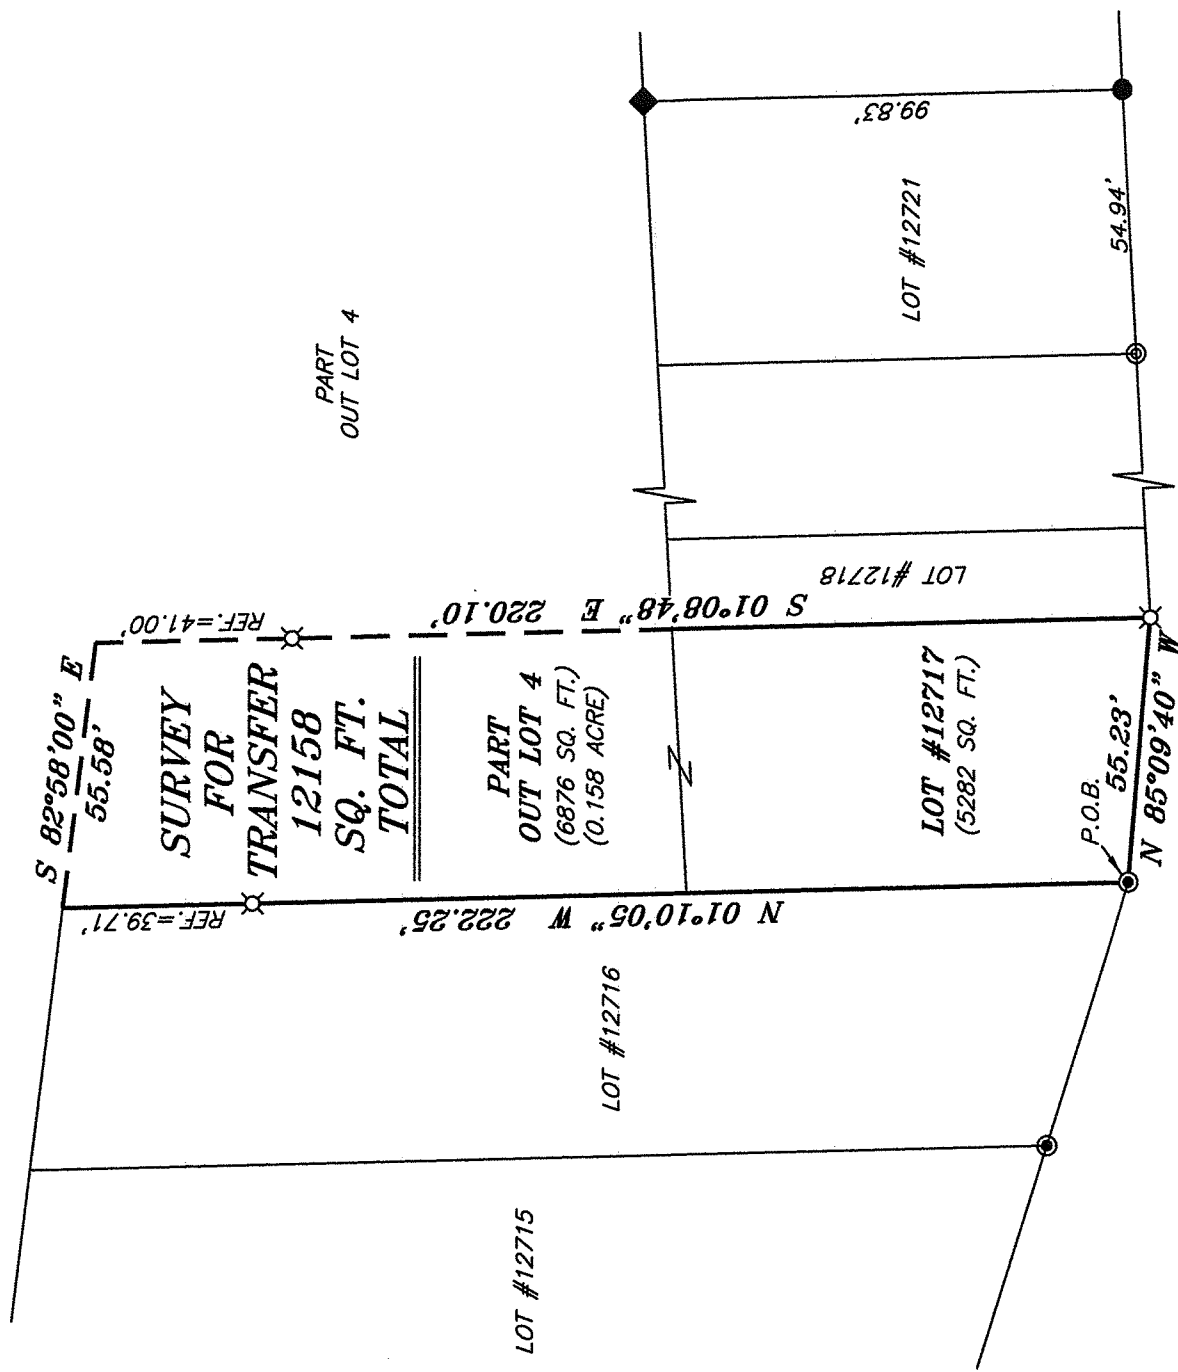 S 82°58'00" E
55.58'
REF.=39.71'
REF.=41.00'
SURVEY
FOR
TRANSFER
12158
SQ. FT.
TOTAL
PART
OUT LOT 4
(6876 SQ. FT.)
(0.158 ACRE)
N 01°10'05" W 222.25'
S 01°08'48" E 220.10'
LOT #12717
(5282 SQ. FT.)
P.O.B.
55.23'
N 85°09'40" W
PART
OUT LOT 4
LOT #12718
LOT #12721
99.83'
54.94'
LOT #12716
LOT #12715